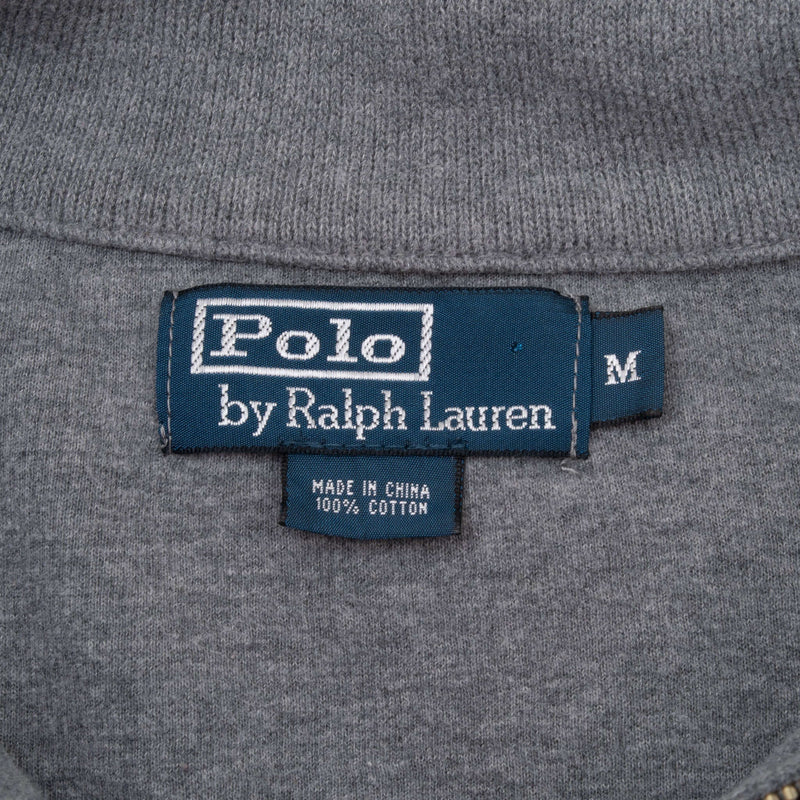 Polo
by Ralph Lauren
M
MADE IN CHINA
100% COTTON